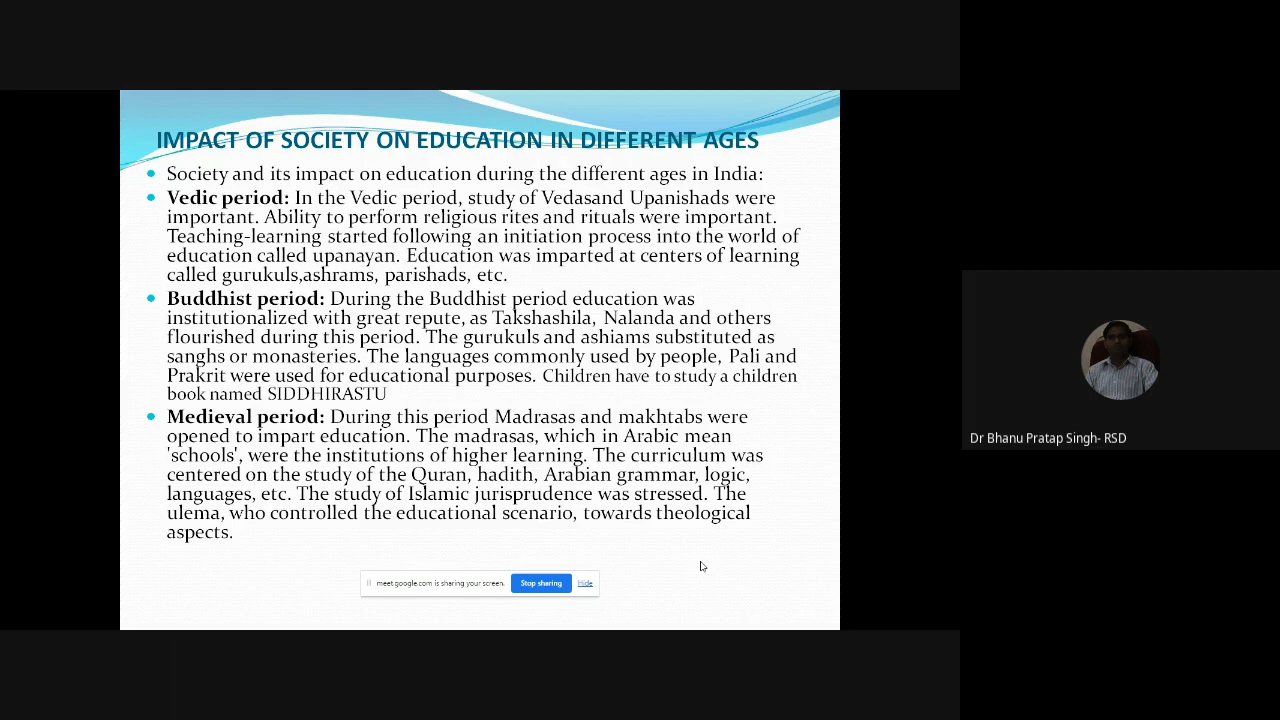 IMPACT OF SOCIETY ON EDUCATION IN DIFFERENT AGES
Society and its impact on education during the different ages in India:
Vedic period: In the Vedic period, study of Vedasand Upanishads were
important. Ability to perform religious rites and rituals were important.
Teaching-learning started following an initiation process into the world of
education called upanayan. Education was imparted at centers of learning
called gurukuls,ashrams, parishads, etc.
Buddhist period: During the Buddhist period education was
institutionalized with great repute, as Takshashila, Nalanda and others
flourished during this period. The gurukuls and ashiams substituted as
sanghs or monasteries. The languages commonly used by people, Pali and
Prakrit were used for educational purposes. Children have to study a children
book named SIDDHIRASTU
Medieval period: During this period Madrasas and makhtabs were
opened to impart education. The madrasas, which in Arabic mean
'schools', were the institutions of higher learning. The curriculum was
centered on the study of the Quran, hadith, Arabian grammar, logic,
languages, etc. The study of Islamic jurisprudence was stressed. The
ulema, who controlled the educational scenario, towards theological
aspects.
meet.google.com is sharing your screen. Stop sharing Hide
Dr Bhanu Pratap Singh- RSD